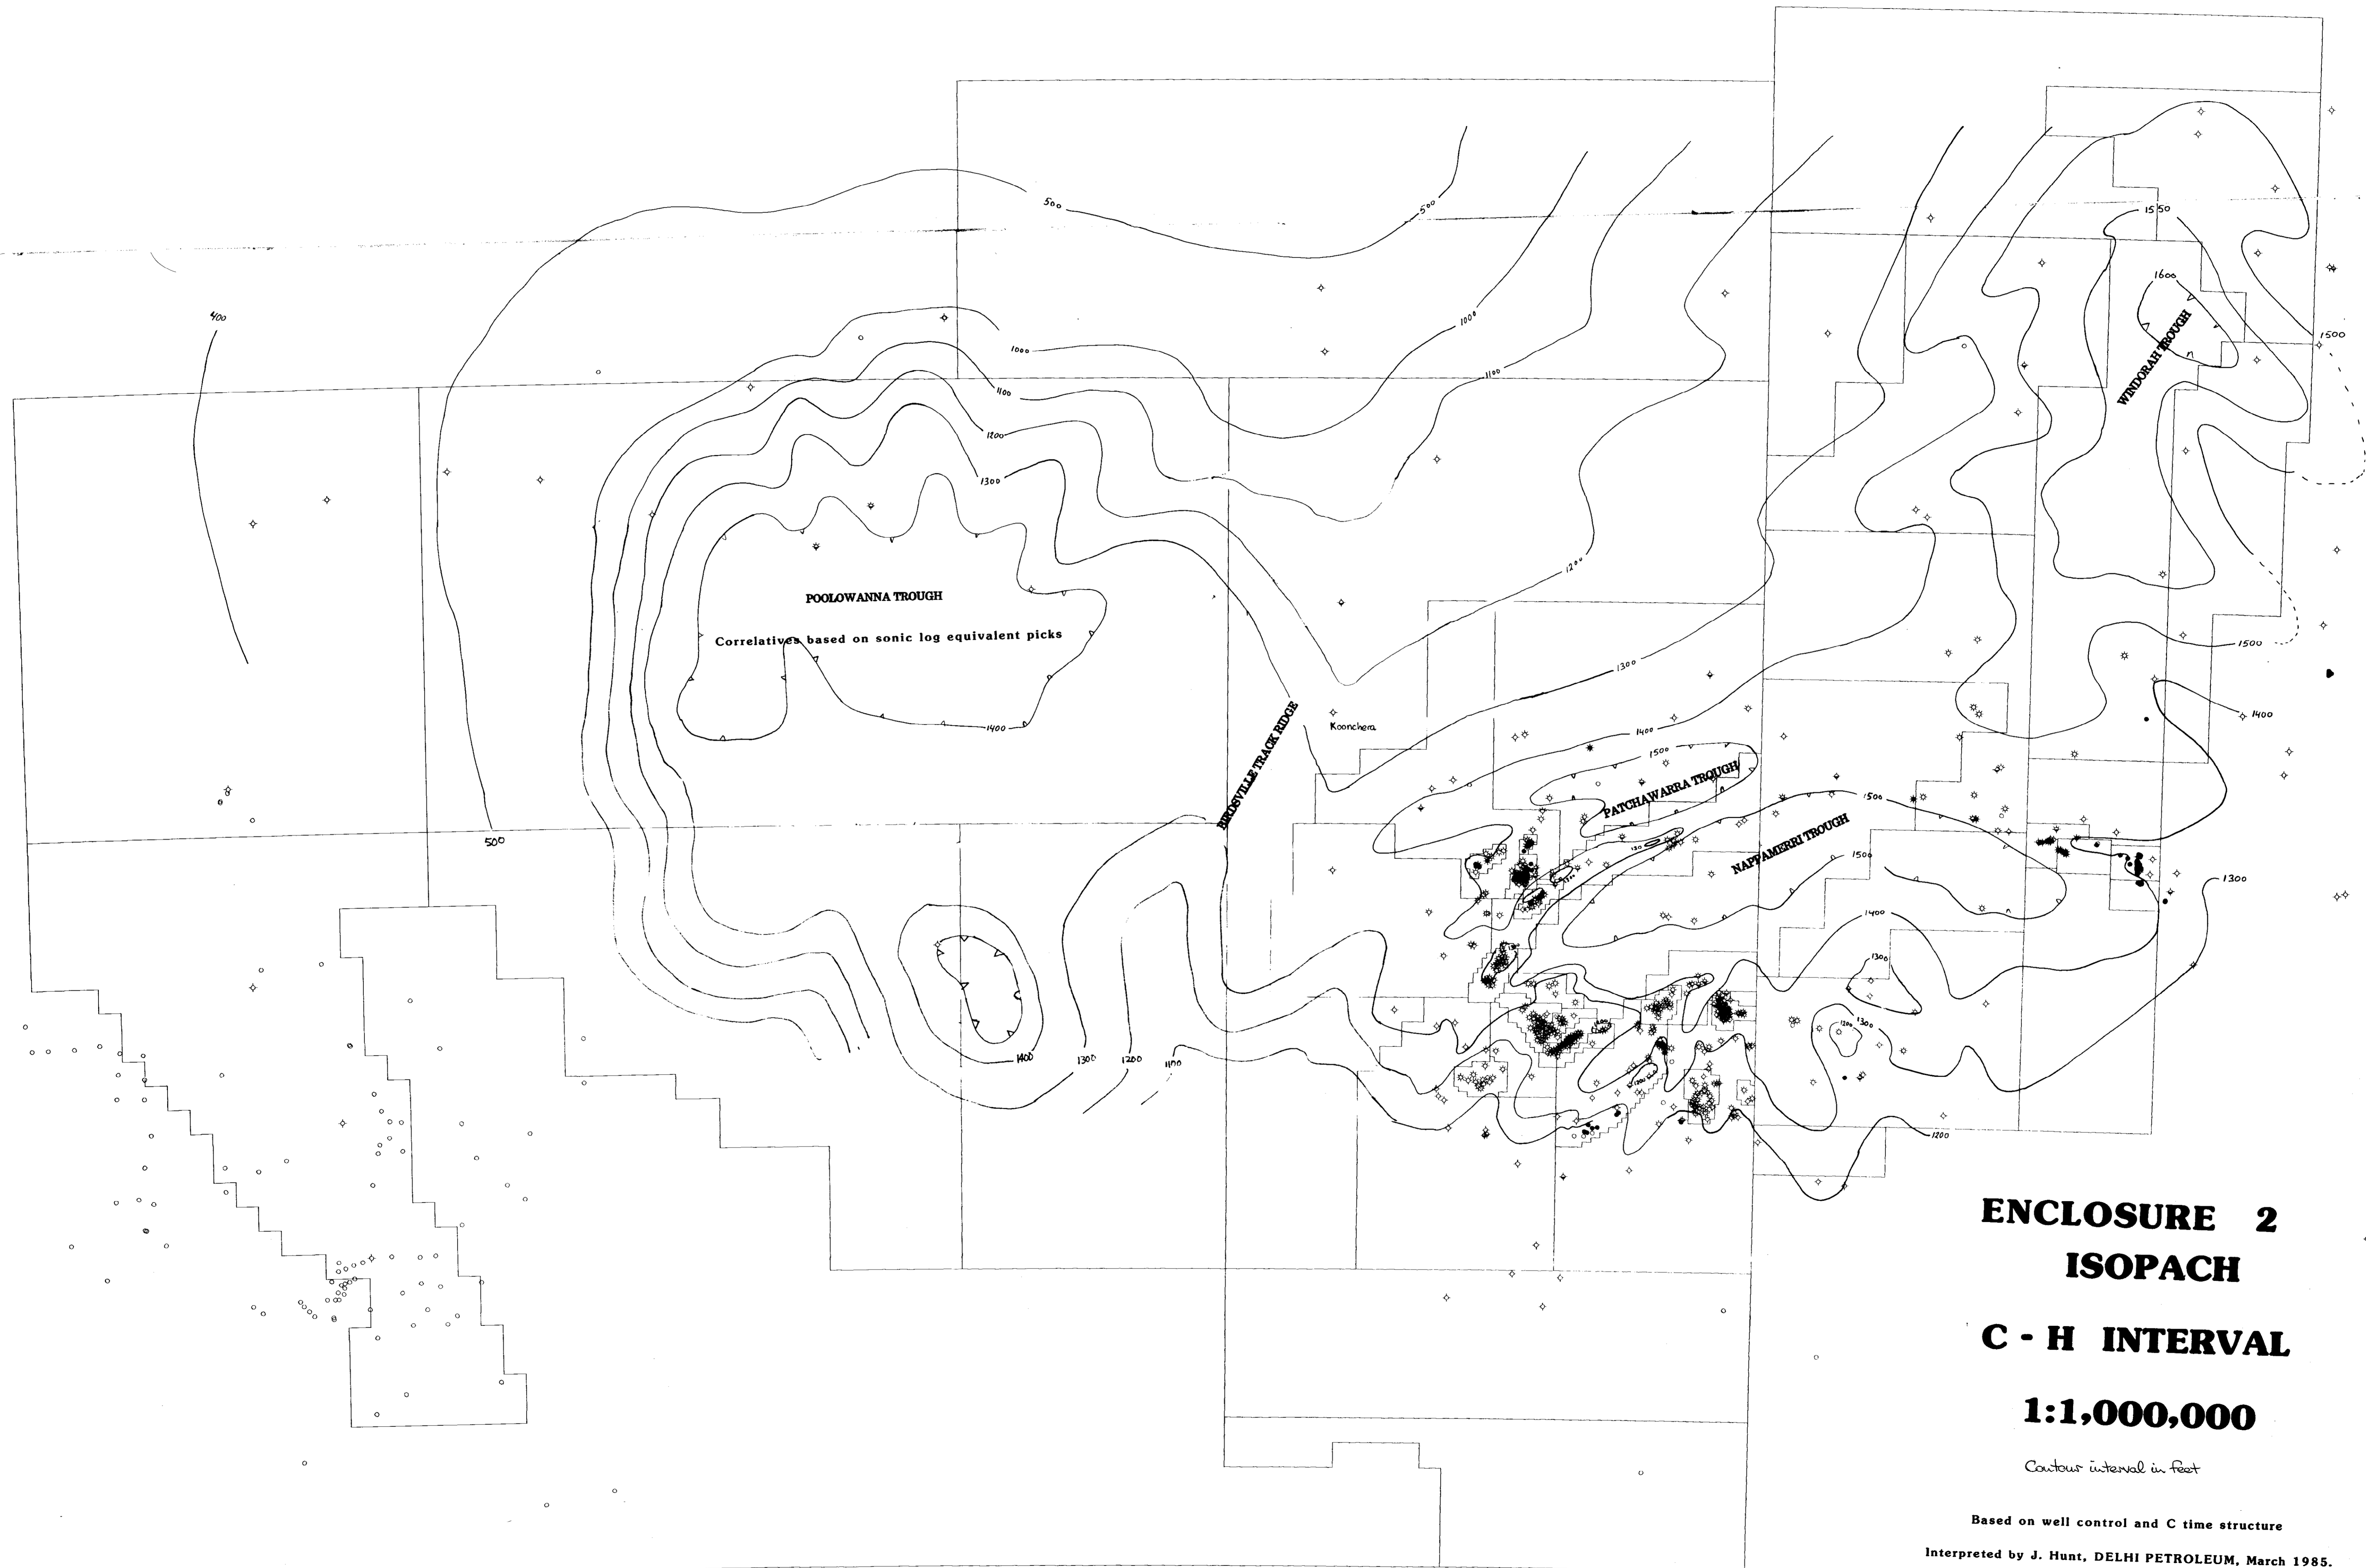 500
500
1550
1600
400
1500
1000
1000
1100
1100
WINDORAH TROUGH
1200
1300
1200
POOLOWANNA TROUGH
Correlatives based on sonic log equivalent picks
1500
1300
1400
1400
1400
1500
BIRDSVILLE TRACK RIDGE
Koonchera
PATCHAWARRA TROUGH
1500
NAPPAMERRI TROUGH
500
1500
1300
1400
1300
1200
1300
1400
1300
1200
1100
1200
1200
ENCLOSURE 2
ISOPACH
C - H INTERVAL
1:1,000,000
Contour interval in feet
Based on well control and C time structure
Interpreted by J. Hunt, DELHI PETROLEUM, March 1985.